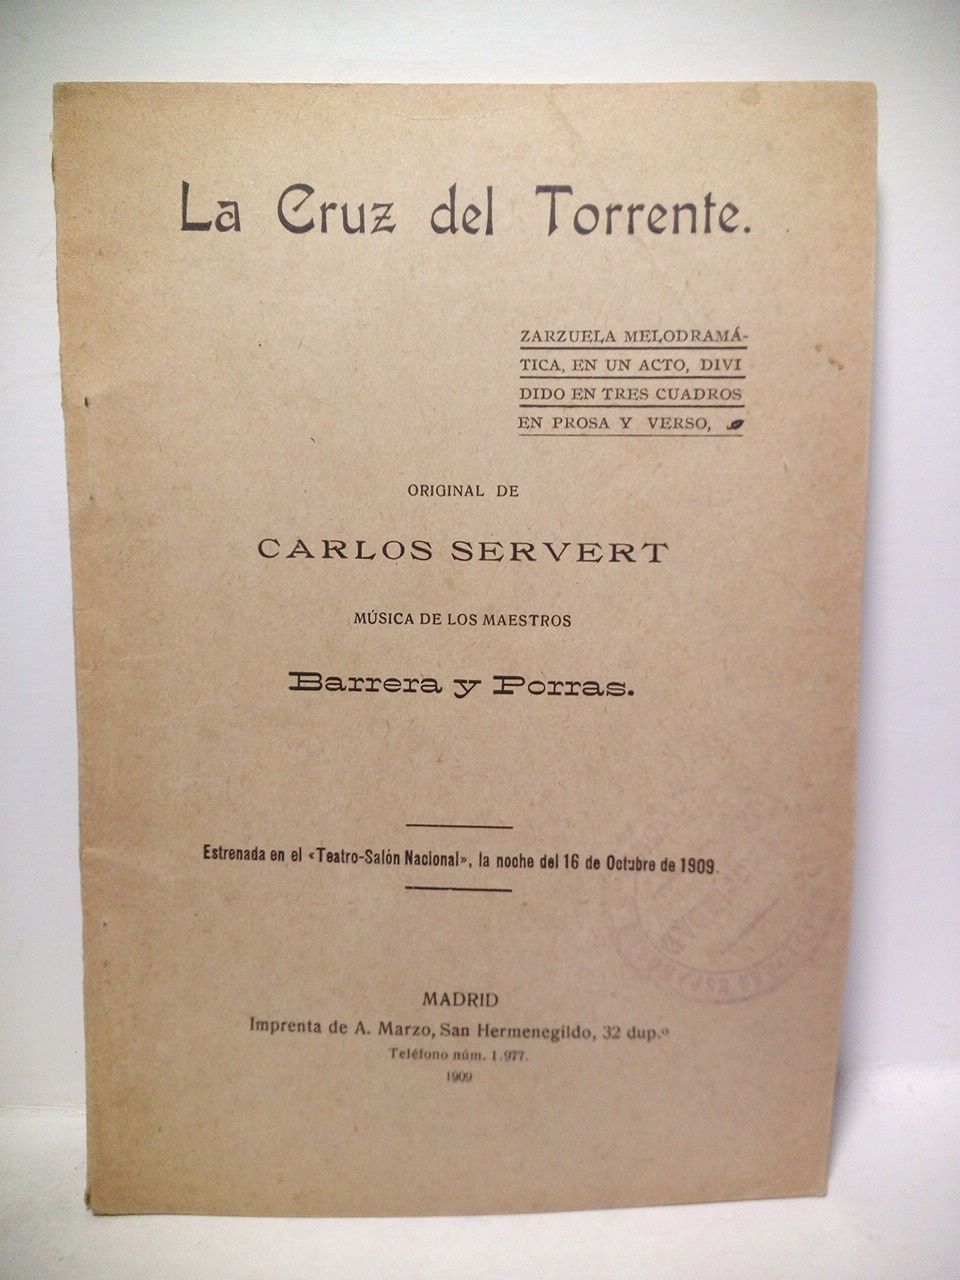 La Cruz del Torrente.
ZARZUELA MELODRAMÁ-
TICA, EN UN ACTO, DIVI
DIDO EN TRES CUADROS
EN PROSA Y VERSO,
ORIGINAL DE
CARLOS SERVERT
MÚSICA DE LOS MAESTROS
Barrera y Porras.
Estrenada en el «Teatro-Salón Nacional», la noche del 16 de Octubre de 1909.
MADRID
Imprenta de A. Marzo, San Hermenegildo, 32 dup.º
Teléfono núm. 1.977.
1909